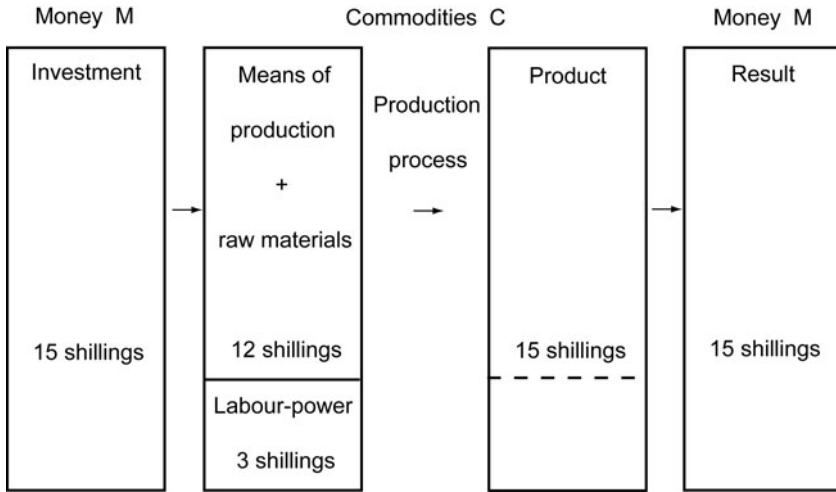 Money M
Commodities C
Money M
Investment
15 shillings
Means of
production
+
raw materials
12 shillings
Labour-power
3 shillings
Production
process
Product
15 shillings
Result
15 shillings